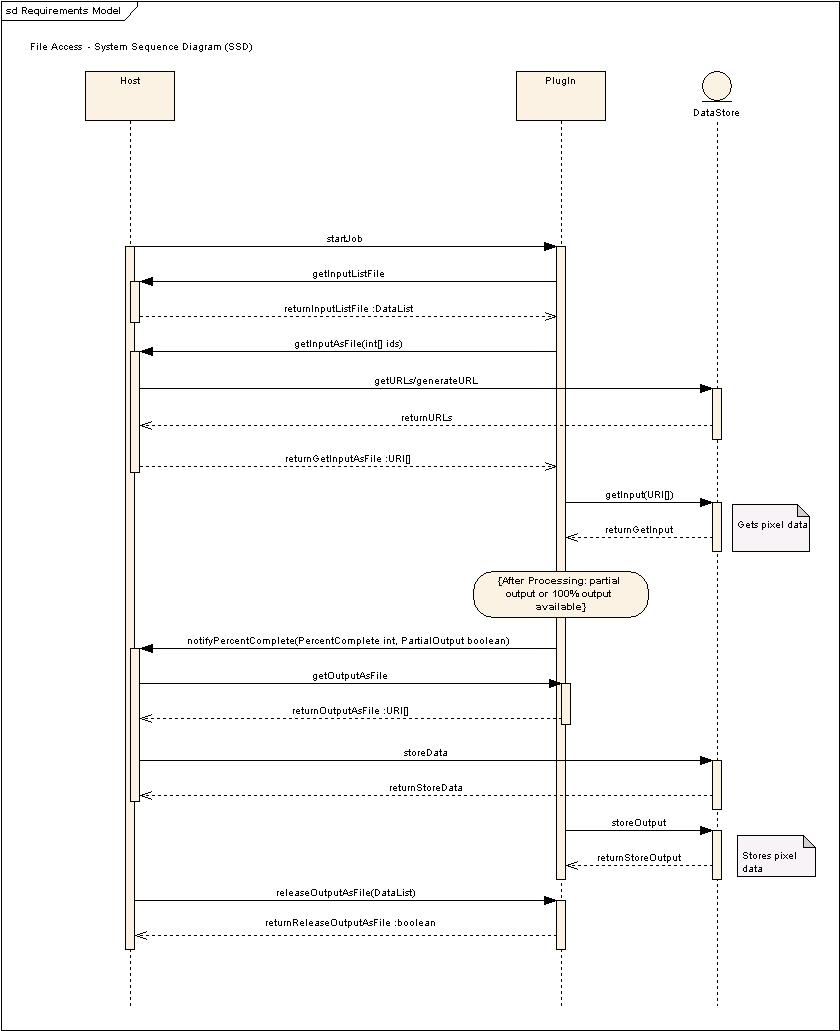 sd Requirements Model
File Access - System Sequence Diagram (SSD)
Host
PlugIn
DataStore
startJob
getInputListFile
returnInputListFile :DataList
getInputAsFile(int[] ids)
getURLs/generateURL
returnURLs
returnGetInputAsFile :URI[]
getInput(URI[])
Gets pixel data
returnGetInput
{After Processing: partial
output or 100% output
available}
notifyPercentComplete(PercentComplete int, PartialOutput boolean)
getOutputAsFile
returnOutputAsFile :URI[]
storeData
returnStoreData
storeOutput
returnStoreOutput
Stores pixel
data
releaseOutputAsFile(DataList)
returnReleaseOutputAsFile :boolean